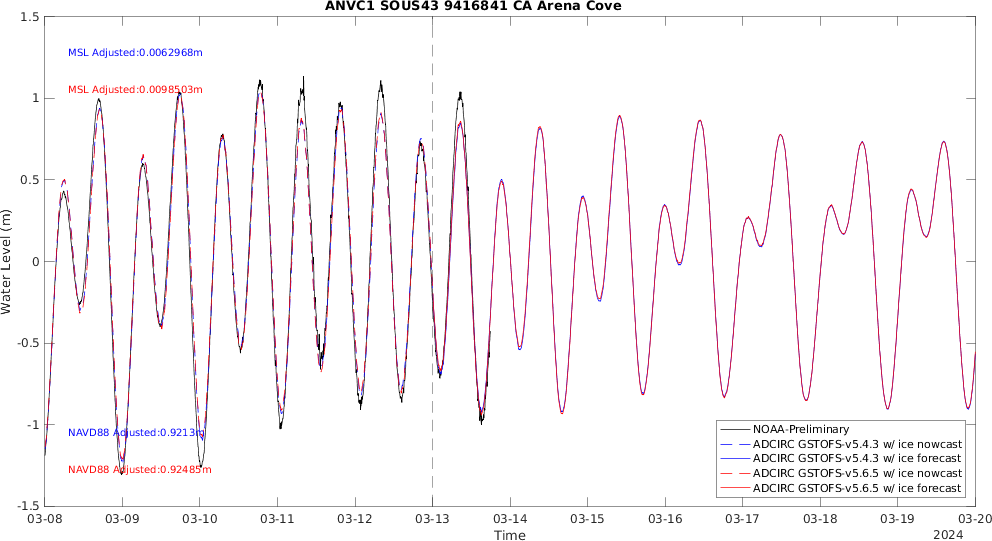 ANVC1 SOUS43 9416841 CA Arena Cove
1.5
MSL Adjusted:0.0062968m
MSL Adjusted:0.0098503m
1
0.5
0
-0.5
-1
-1.5
Water Level (m)
NAVD88 Adjusted:0.9213m
NAVD88 Adjusted:0.92485m
NOAA-Preliminary
ADCIRC GSTOFS-v5.4.3 w/ ice nowcast
ADCIRC GSTOFS-v5.4.3 w/ ice forecast
ADCIRC GSTOFS-v5.6.5 w/ ice nowcast
ADCIRC GSTOFS-v5.6.5 w/ ice forecast
03-08 03-09 03-10 03-11 03-12 03-13 03-14 03-15 03-16 03-17 03-18 03-19 03-20
Time
2024